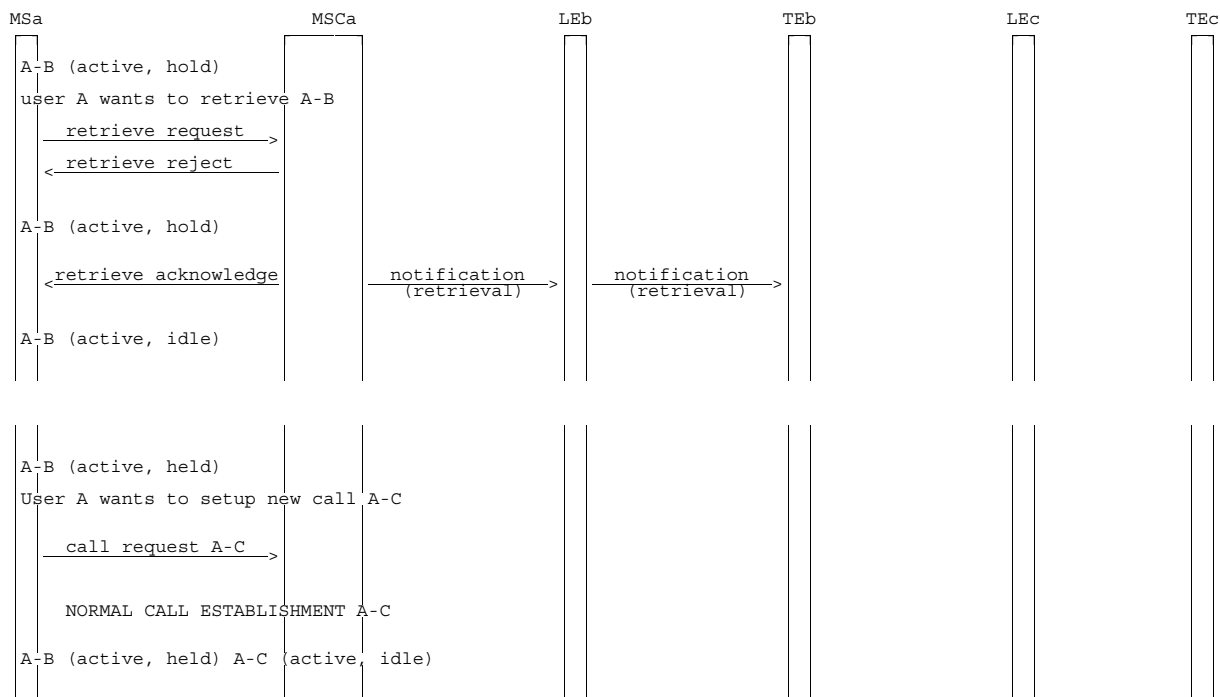 MSa MSCa LEb TEb LEc TEc
A-B (active, hold)
user A wants to retrieve A-B
retrieve request
retrieve reject
A-B (active, hold)
retrieve acknowledge notification notification
(retrieval) (retrieval)
A-B (active, idle)
A-B (active, held)
User A wants to setup new call A-C
call request A-C
NORMAL CALL ESTABLISHMENT A-C
A-B (active, held) A-C (active, idle)